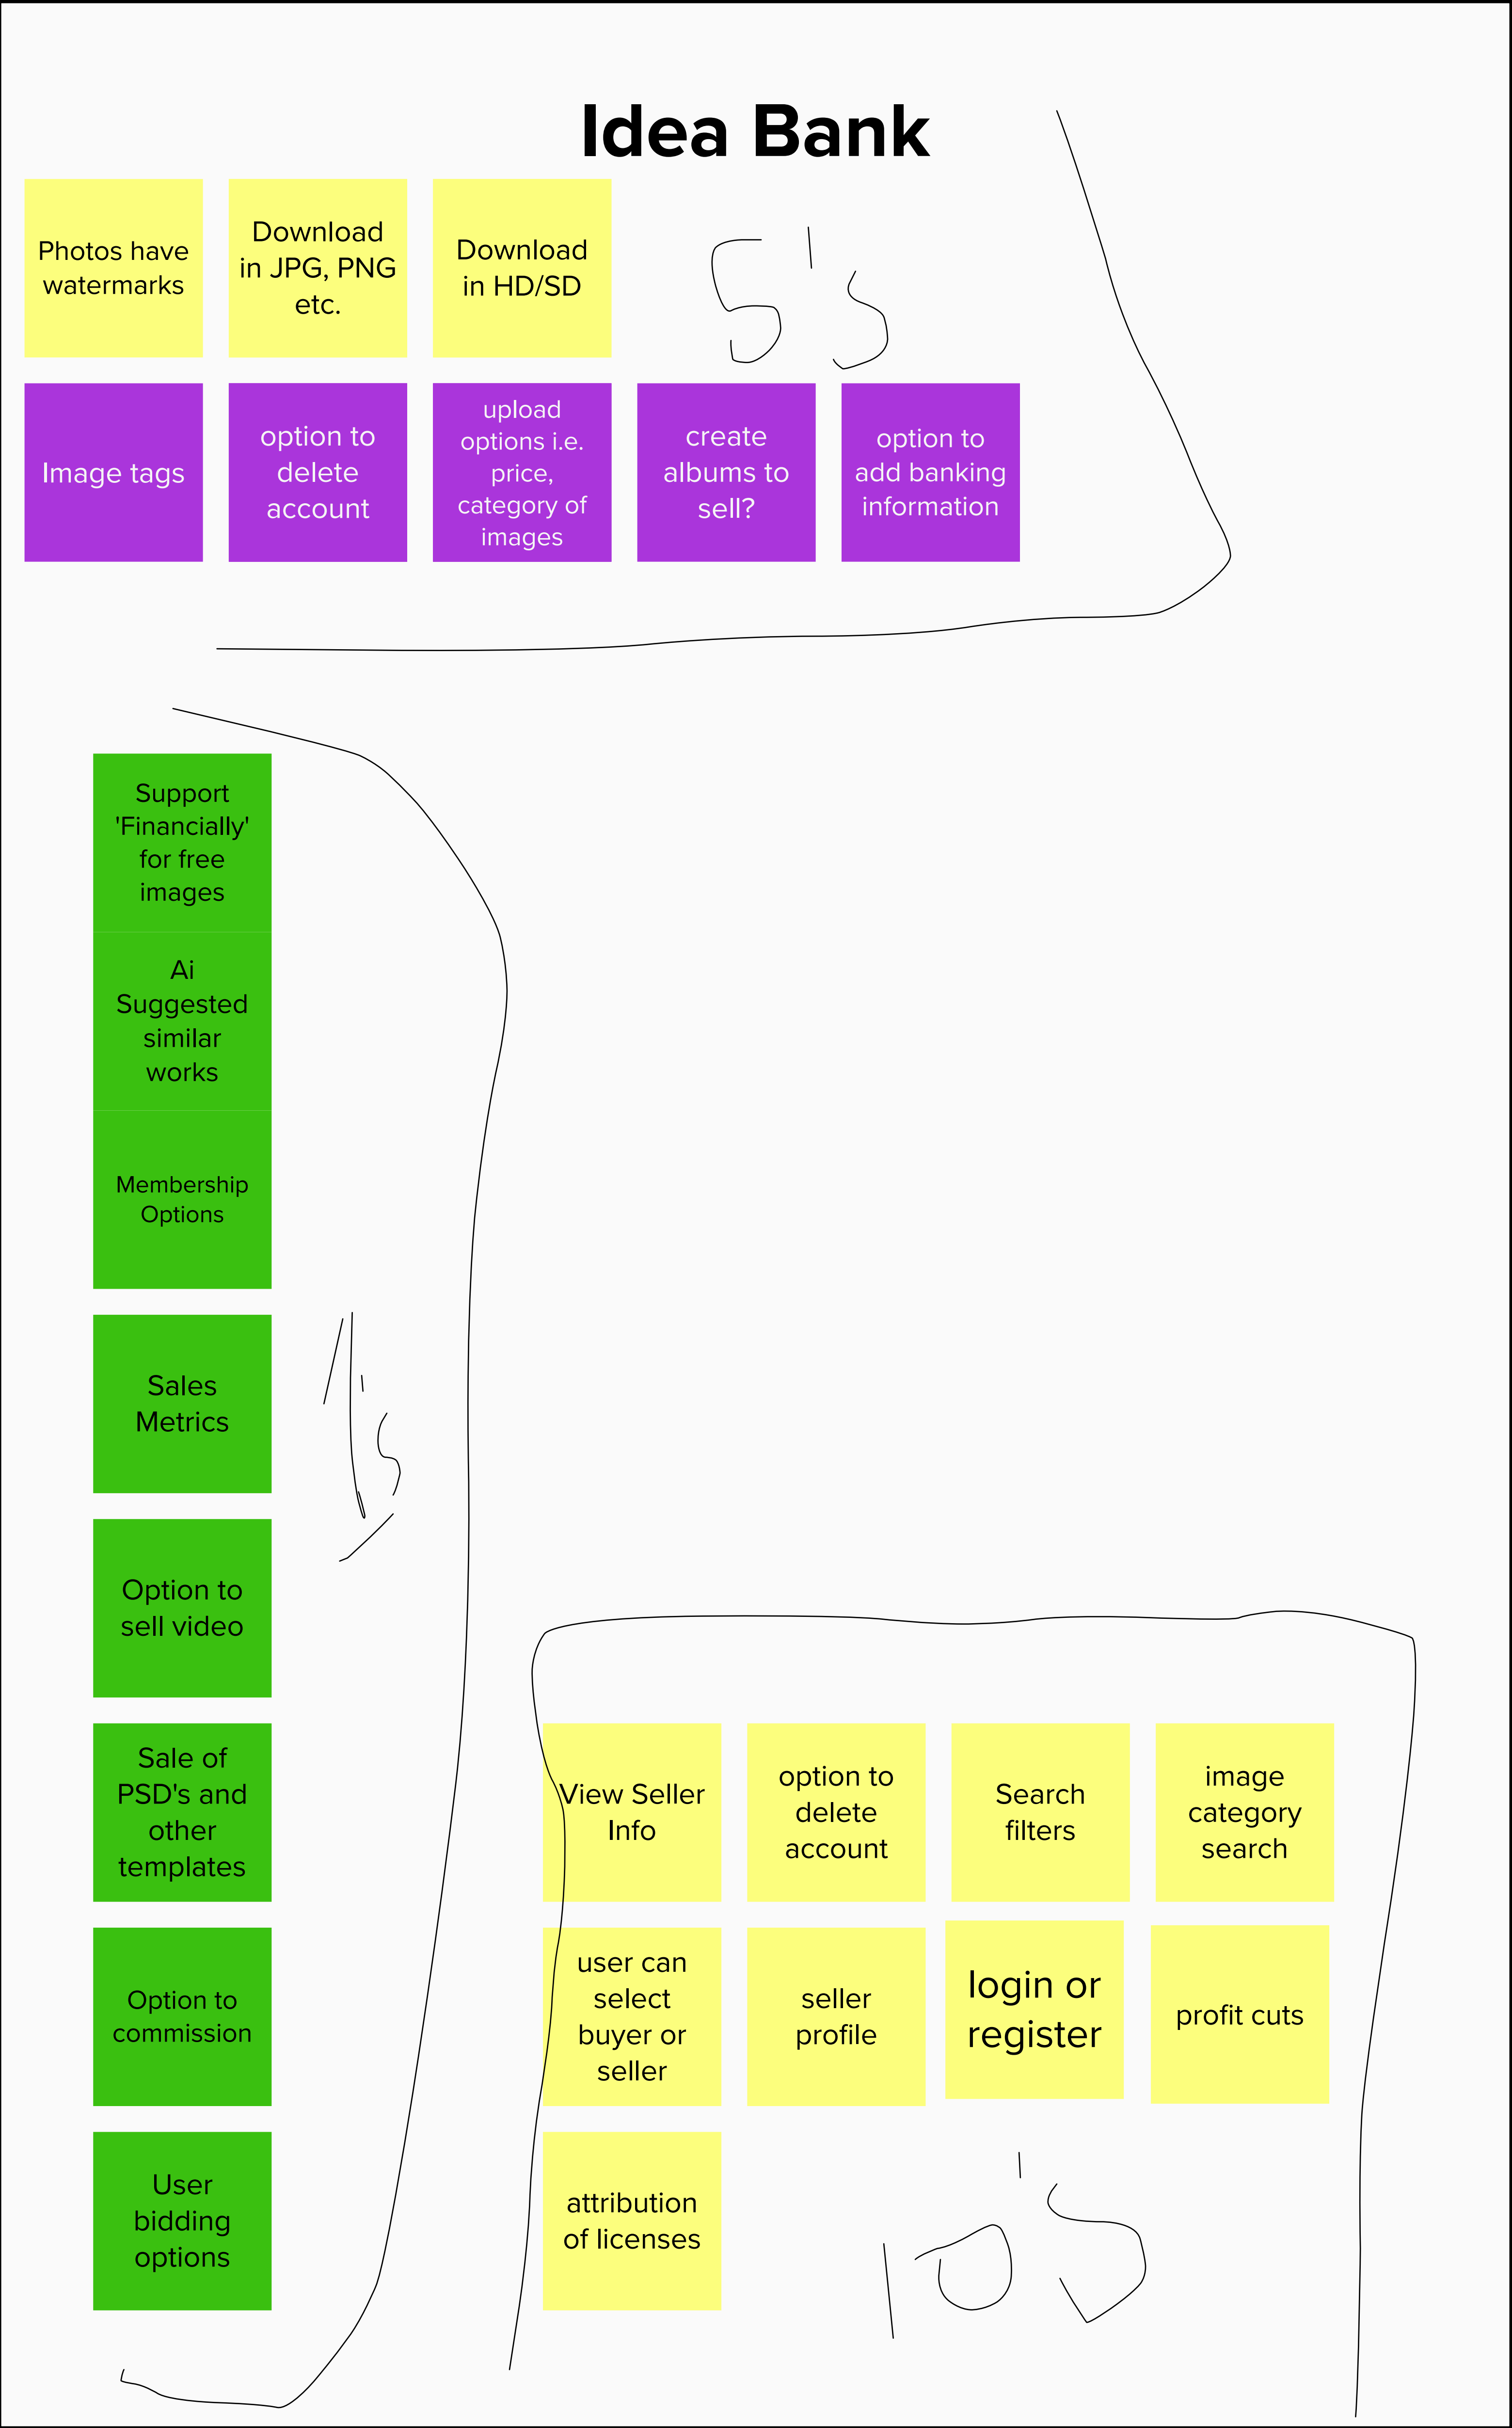 Idea Bank
Photos have
watermarks
Download
in JPG, PNG
etc.
Download
in HD/SD
5's
Image tags
option to
delete
account
upload
options i.e.
price,
category of
images
create
albums to
sell?
option to
add banking
information
Support
'Financially'
for free
images
Ai
Suggested
similar
works
Membership
Options
Sales
Metrics
1's
Option to
sell video
Sale of
PSD's and
other
templates
Option to
commission
User
bidding
options
View Seller
Info
option to
delete
account
Search
filters
image
category
search
user can
select
buyer or
seller
seller
profile
login or
register
profit cuts
attribution
of licenses
10's